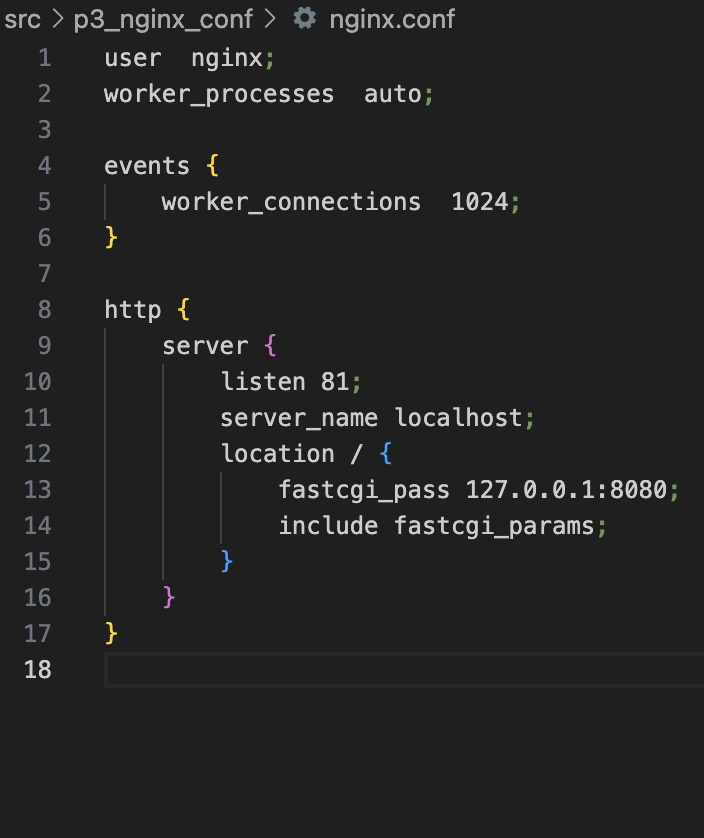 src > p3_nginx_conf > nginx.conf
1 user  nginx;
2 worker_processes  auto;
3
4 events {
5     worker_connections  1024;
6 }
7
8 http {
9     server {
10         listen 81;
11         server_name localhost;
12         location / {
13             fastcgi_pass 127.0.0.1:8080;
14             include fastcgi_params;
15         }
16     }
17 }
18